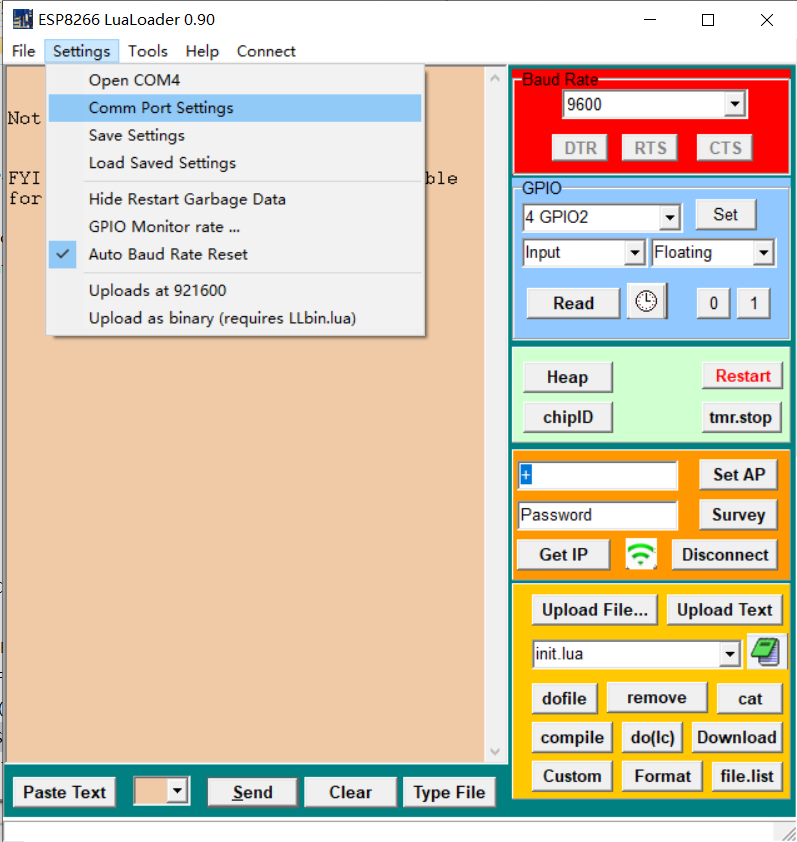 ESP8266 LuaLoader 0.90
File Settings Tools Help Connect
Open COM4
Comm Port Settings
Save Settings
Load Saved Settings
Hide Restart Garbage Data
GPIO Monitor rate ...
Auto Baud Rate Reset
Uploads at 921600
Upload as binary (requires LLbin.lua)
Not
FYI
for
Baud Rate
9600
DTR RTS CTS
GPIO
4 GPIO2 Set
Input Floating
Read 0 1
Heap Restart
chipID tmr.stop
+ Set AP
Password Survey
Get IP Disconnect
Upload File... Upload Text
init.lua
dofile remove cat
compile do(lc) Download
Custom Format file.list
Paste Text Send Clear Type File